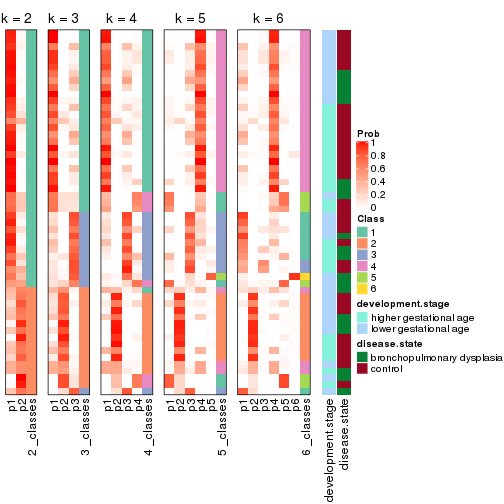 k = 2 k = 3 k = 4 k = 5 k = 6
Prob
1
0.8
0.6
0.4
0.2
0
Class
1
2
3
4
5
6
development.stage
higher gestational age
lower gestational age
disease.state
bronchopulmonary dysplasia
control
p1
p2
2_classes
p1
p2
p3
3_classes
p1
p2
p3
p4
4_classes
p1
p2
p3
p4
p5
5_classes
p1
p2
p3
p4
p5
p6
6_classes
development.stage
disease.state